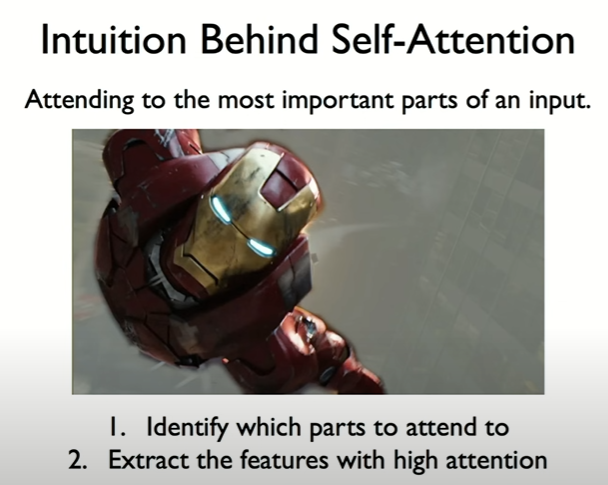 Intuition Behind Self-Attention
Attending to the most important parts of an input.
1. Identify which parts to attend to
2. Extract the features with high attention